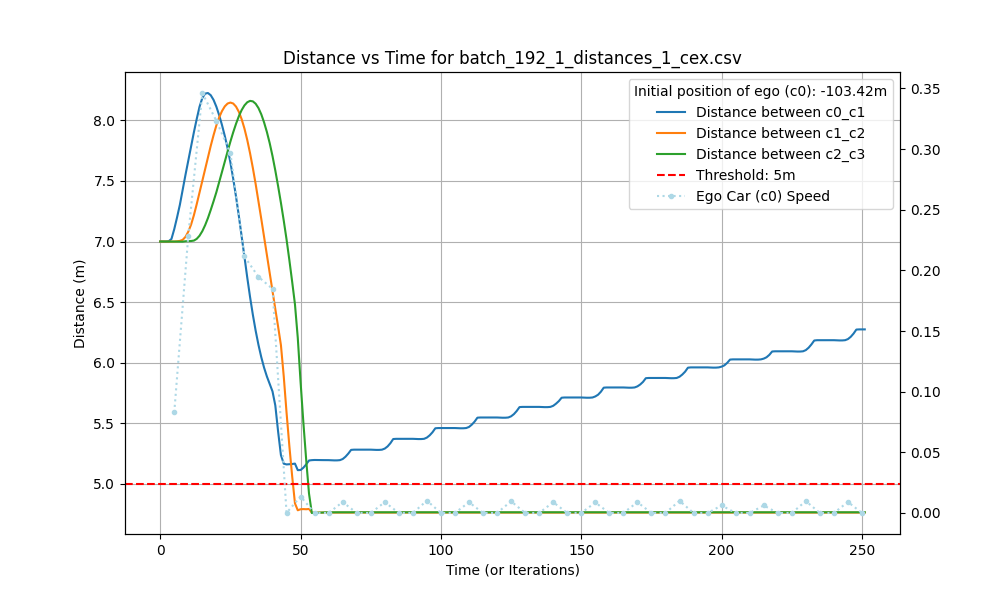 Distance vs Time for batch_192_1_distances_1_cex.csv
Initial position of ego (c0): -103.42m
Distance between c0_c1
Distance between c1_c2
Distance between c2_c3
Threshold: 5m
Ego Car (c0) Speed
Distance (m)
8.0
7.5
7.0
6.5
6.0
5.5
5.0
0.35
0.30
0.25
0.20
0.15
0.10
0.05
0.00
0
50
100
150
200
250
Time (or Iterations)